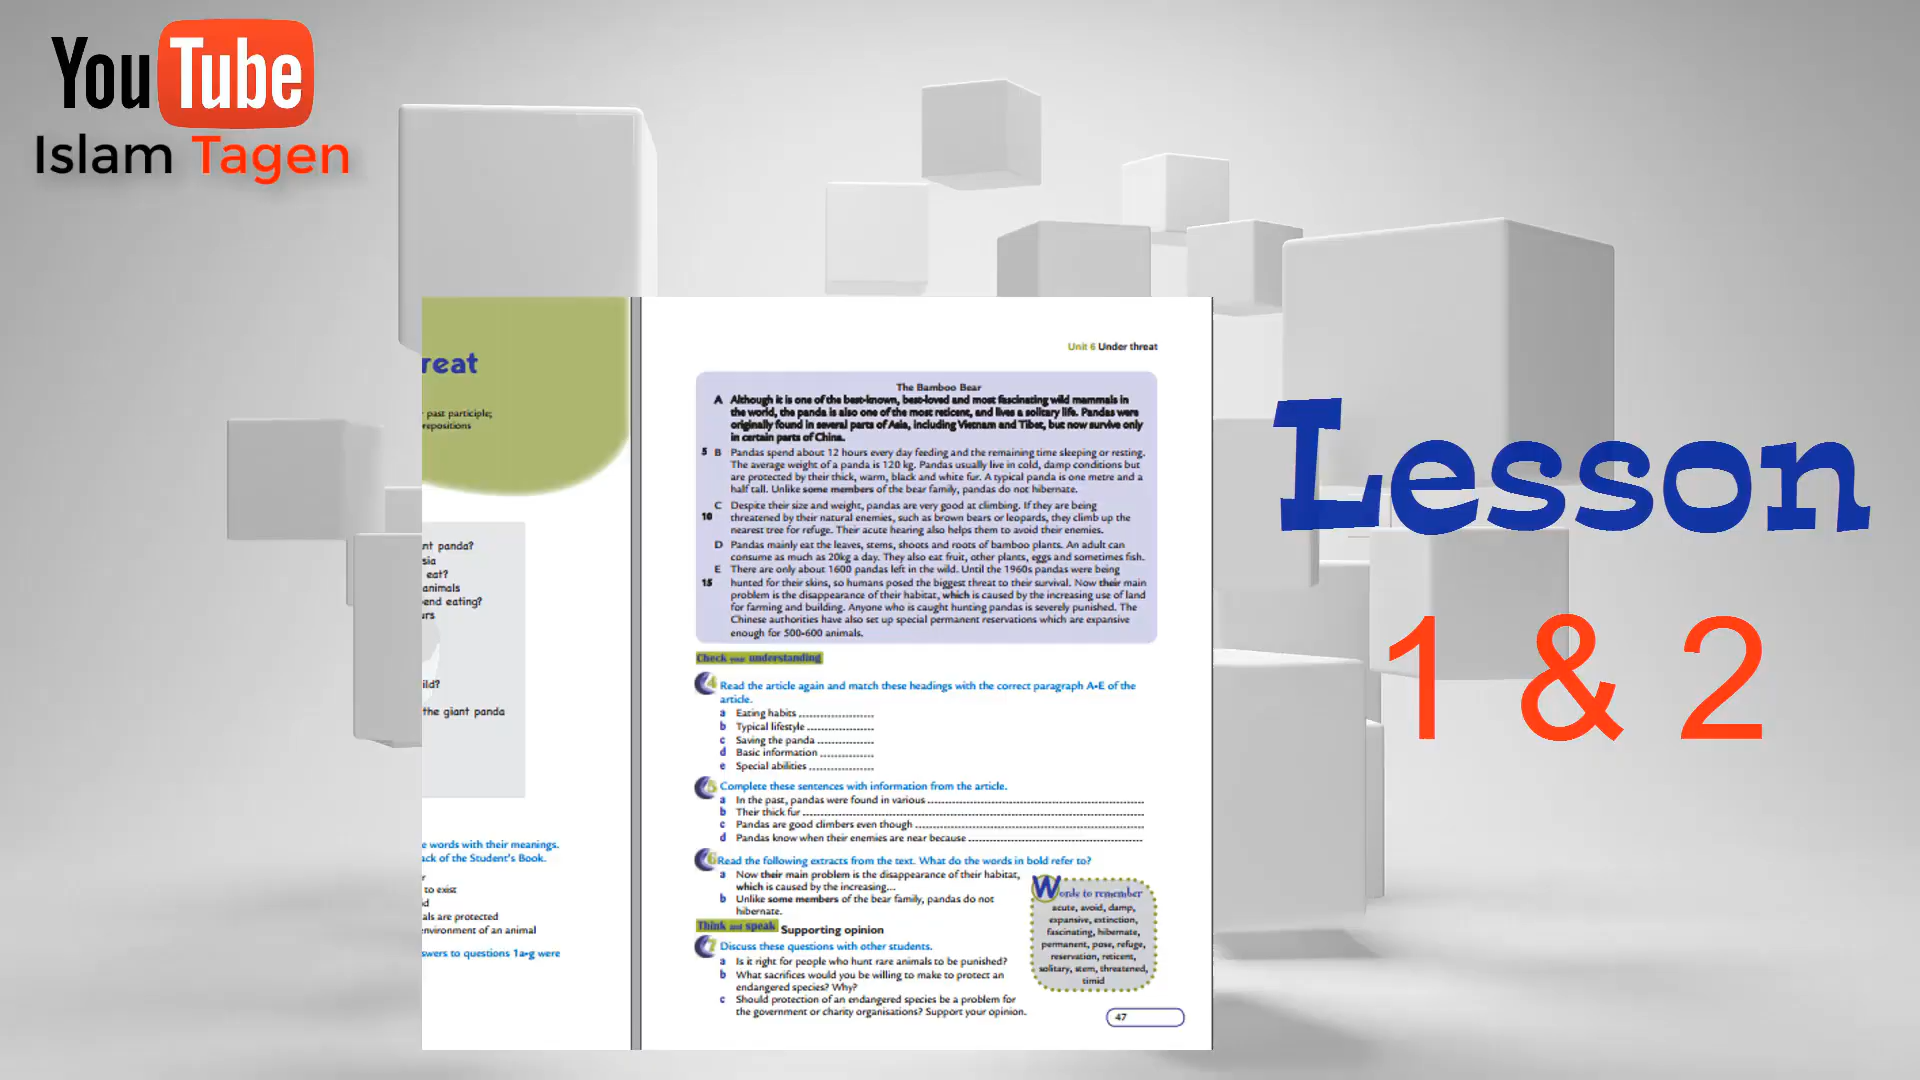 YouTube
Islam Tagen
Lesson
1 & 2
reat
past participle;
repositions
nt panda?
sia
eat?
animals
end eating?
urs
ild?
the giant panda
e words with their meanings.
ack of the Student's Book.
r
to exist
d
als are protected
environment of an animal
swers to questions 1a-g were
Unit 6 Under threat
The Bamboo Bear
A Although it is one of the best-known, best-loved and most fascinating wild mammals in
the world, the panda is also one of the most reticent, and lives a solitary life. Pandas were
originally found in several parts of Asia, including Vietnam and Tibet, but now survive only
in certain parts of China.
5 B Pandas spend about 12 hours every day feeding and the remaining time sleeping or resting.
The average weight of a panda is 120 kg. Pandas usually live in cold, damp conditions but
are protected by their thick, warm, black and white fur. A typical panda is one metre and a
half tall. Unlike some members of the bear family, pandas do not hibernate.
C Despite their size and weight, pandas are very good at climbing. If they are being
10 threatened by their natural enemies, such as brown bears or leopards, they climb up the
nearest tree for refuge. Their acute hearing also helps them to avoid their enemies.
D Pandas mainly eat the leaves, stems, shoots and roots of bamboo plants. An adult can
consume as much as 20kg a day. They also eat fruit, other plants, eggs and sometimes fish.
E There are only about 1600 pandas left in the wild. Until the 1960s pandas were being
15 hunted for their skins, so humans posed the biggest threat to their survival. Now their main
problem is the disappearance of their habitat, which is caused by the increasing use of land
for farming and building. Anyone who is caught hunting pandas is severely punished. The
Chinese authorities have also set up special permanent reservations which are expansive
enough for 500-600 animals.
Check your understanding
4 Read the article again and match these headings with the correct paragraph A-E of the
article.
a Eating habits ....................
b Typical lifestyle ..................
c Saving the panda ...............
d Basic information ..............
e Special abilities .................
5 Complete these sentences with information from the article.
a In the past, pandas were found in various ....................
b Their thick fur ....................
c Pandas are good climbers even though ....................
d Pandas know when their enemies are near because ....................
6 Read the following extracts from the text. What do the words in bold refer to?
a Now their main problem is the disappearance of their habitat,
which is caused by the increasing...
b Unlike some members of the bear family, pandas do not
hibernate.
Words to remember
acute, avoid, damp,
expansive, extinction,
fascinating, hibernate,
permanent, pose, refuge,
reservation, reticent,
solitary, stem, threatened,
timid
Think and speak Supporting opinion
7 Discuss these questions with other students.
a Is it right for people who hunt rare animals to be punished?
b What sacrifices would you be willing to make to protect an
endangered species? Why?
c Should protection of an endangered species be a problem for
the government or charity organisations? Support your opinion.
47